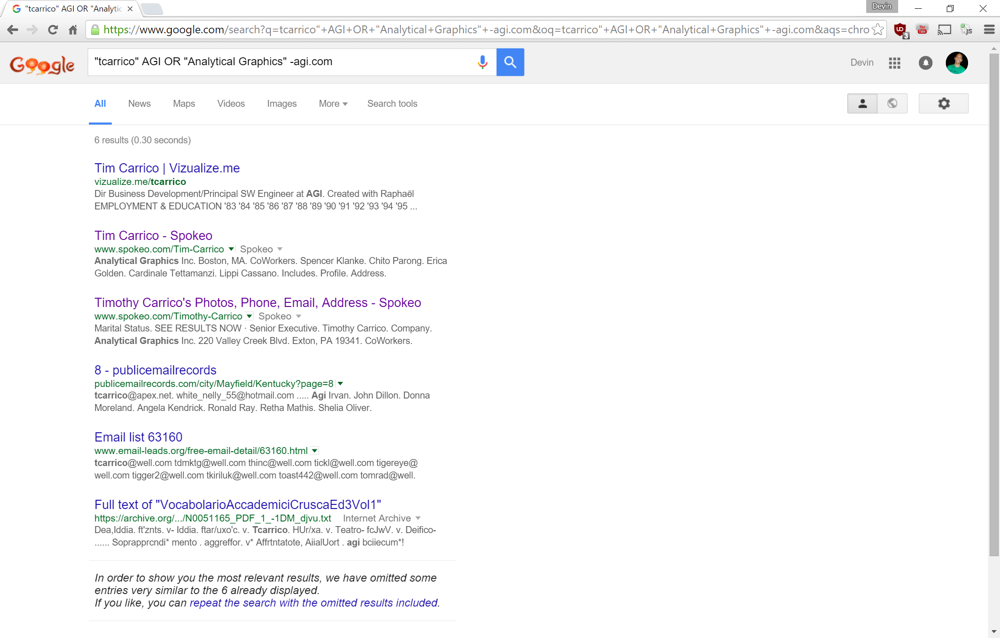 "tcarrico" AGI OR "Analytic
Devin
https://www.google.com/search?q=tcarrico"+AGI+OR+"Analytical+Graphics"+-agi.com&oq=tcarrico"+AGI+OR+"Analytical+Graphics"+-agi.com&aqs=chro
3
You
Tube
JS
Google
"tcarrico" AGI OR "Analytical Graphics" -agi.com
Devin
All News Maps Videos Images More Search tools
6 results (0.30 seconds)
Tim Carrico | Vizualize.me
vizualize.me/tcarrico
Dir Business Development/Principal SW Engineer at AGI. Created with Raphaël
EMPLOYMENT & EDUCATION '83 '84 '85 '86 '87 '88 '89 '90 '91 '92 '93 '94 '95 ...
Tim Carrico - Spokeo
www.spokeo.com/Tim-Carrico Spokeo
Analytical Graphics Inc. Boston, MA. CoWorkers. Spencer Klanke. Chito Parong. Erica
Golden. Cardinale Tettamanzi. Lippi Cassano. Includes. Profile. Address.
Timothy Carrico's Photos, Phone, Email, Address - Spokeo
www.spokeo.com/Timothy-Carrico Spokeo
Marital Status. SEE RESULTS NOW · Senior Executive. Timothy Carrico. Company.
Analytical Graphics Inc. 220 Valley Creek Blvd. Exton, PA 19341. CoWorkers.
8 - publicemailrecords
publicemailrecords.com/city/Mayfield/Kentucky?page=8
tcarrico@apex.net. white_nelly_55@hotmail.com ..... Agi Irvan. John Dillon. Donna
Moreland. Angela Kendrick. Ronald Ray. Retha Mathis. Shelia Oliver.
Email list 63160
www.email-leads.org/free-email-detail/63160.html
tcarrico@well.com tdmktg@well.com thinc@well.com tickl@well.com tigereye@
well.com tigger2@well.com tkiriluk@well.com toast442@well.com tomrad@well.
Full text of "VocabolarioAccademiciCruscaEd3Vol1"
https://archive.org/.../N0051165_PDF_1_-1DM_djvu.txt Internet Archive
Dea,Iddia. ft'znts. v- Iddia. ftar/uxo'c. v. Tcarrico. HUr/xa. v. Teatro- fcJwV. v. Deifico-
...... Soprapprcndi* mento . aggreffor. v* Affrtntatote, AiialUort . agi bciiecum*!
In order to show you the most relevant results, we have omitted some
entries very similar to the 6 already displayed.
If you like, you can repeat the search with the omitted results included.